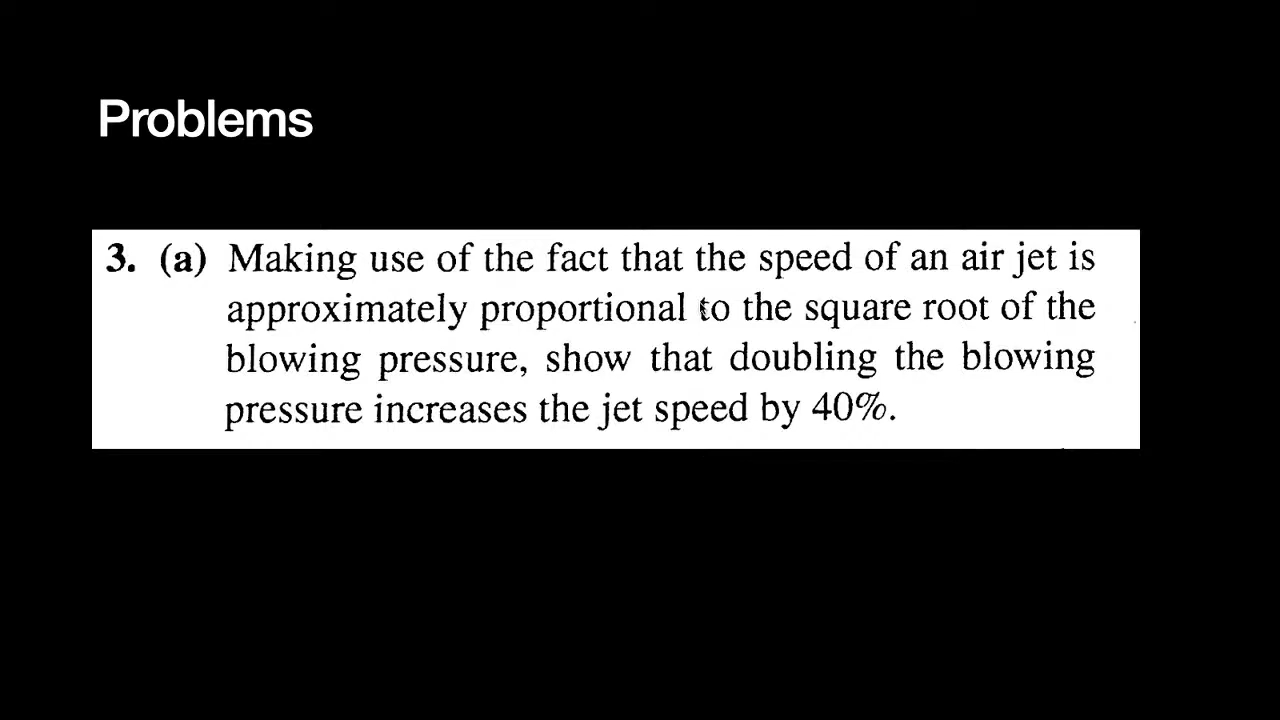 Problems
3. (a) Making use of the fact that the speed of an air jet is
approximately proportional to the square root of the
blowing pressure, show that doubling the blowing
pressure increases the jet speed by 40%.